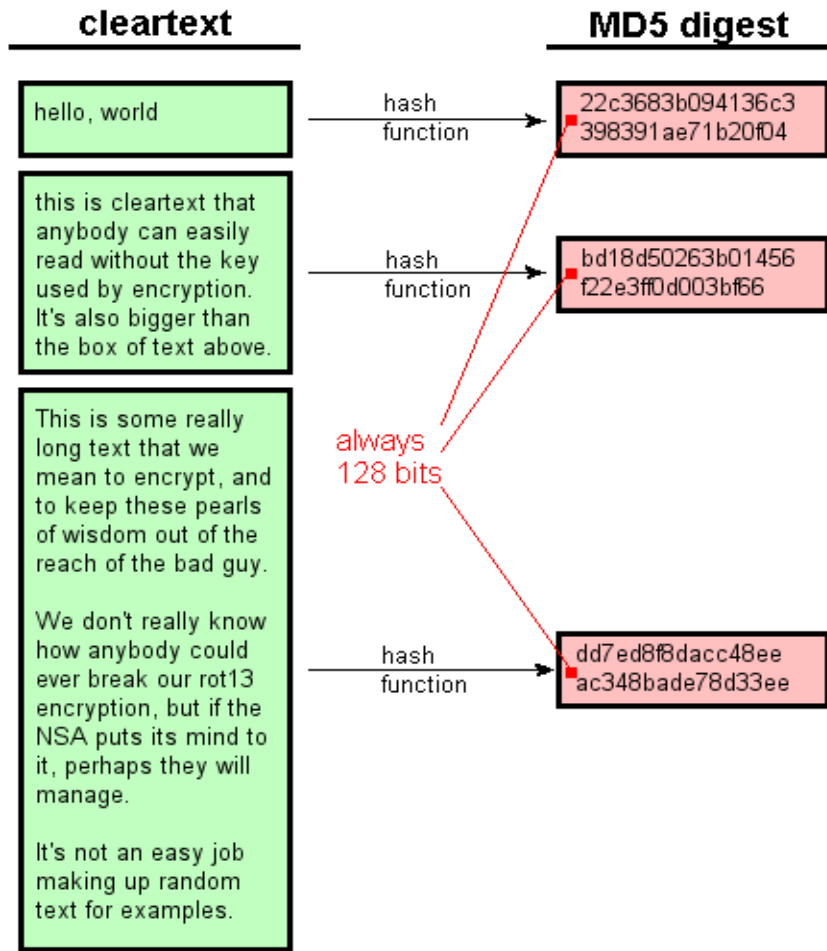 cleartext
MD5 digest
hello, world
hash
function
22c3683b094136c3
398391ae71b20f04
this is cleartext that
anybody can easily
read without the key
used by encryption.
It's also bigger than
the box of text above.
hash
function
bd18d50263b01456
f22e3ff0d003bf66
always
128 bits
This is some really
long text that we
mean to encrypt, and
to keep these pearls
of wisdom out of the
reach of the bad guy.
We don't really know
how anybody could
ever break our rot13
encryption, but if the
NSA puts its mind to
it, perhaps they will
manage.
It's not an easy job
making up random
text for examples.
hash
function
dd7ed8f8dacc48ee
ac348bade78d33ee